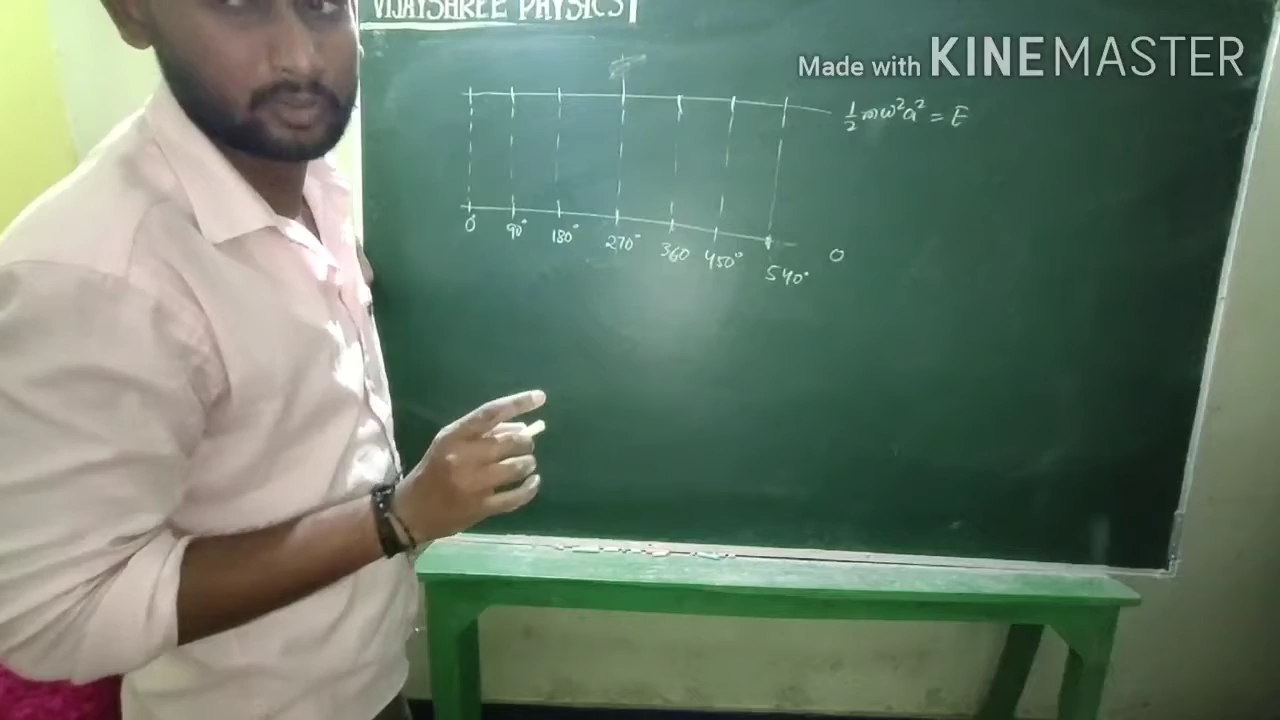 VIJAYSHREE PHYSICS
Made with KINEMASTER
½mω²a² = E
0 90° 180° 270° 360 450° 540°
0